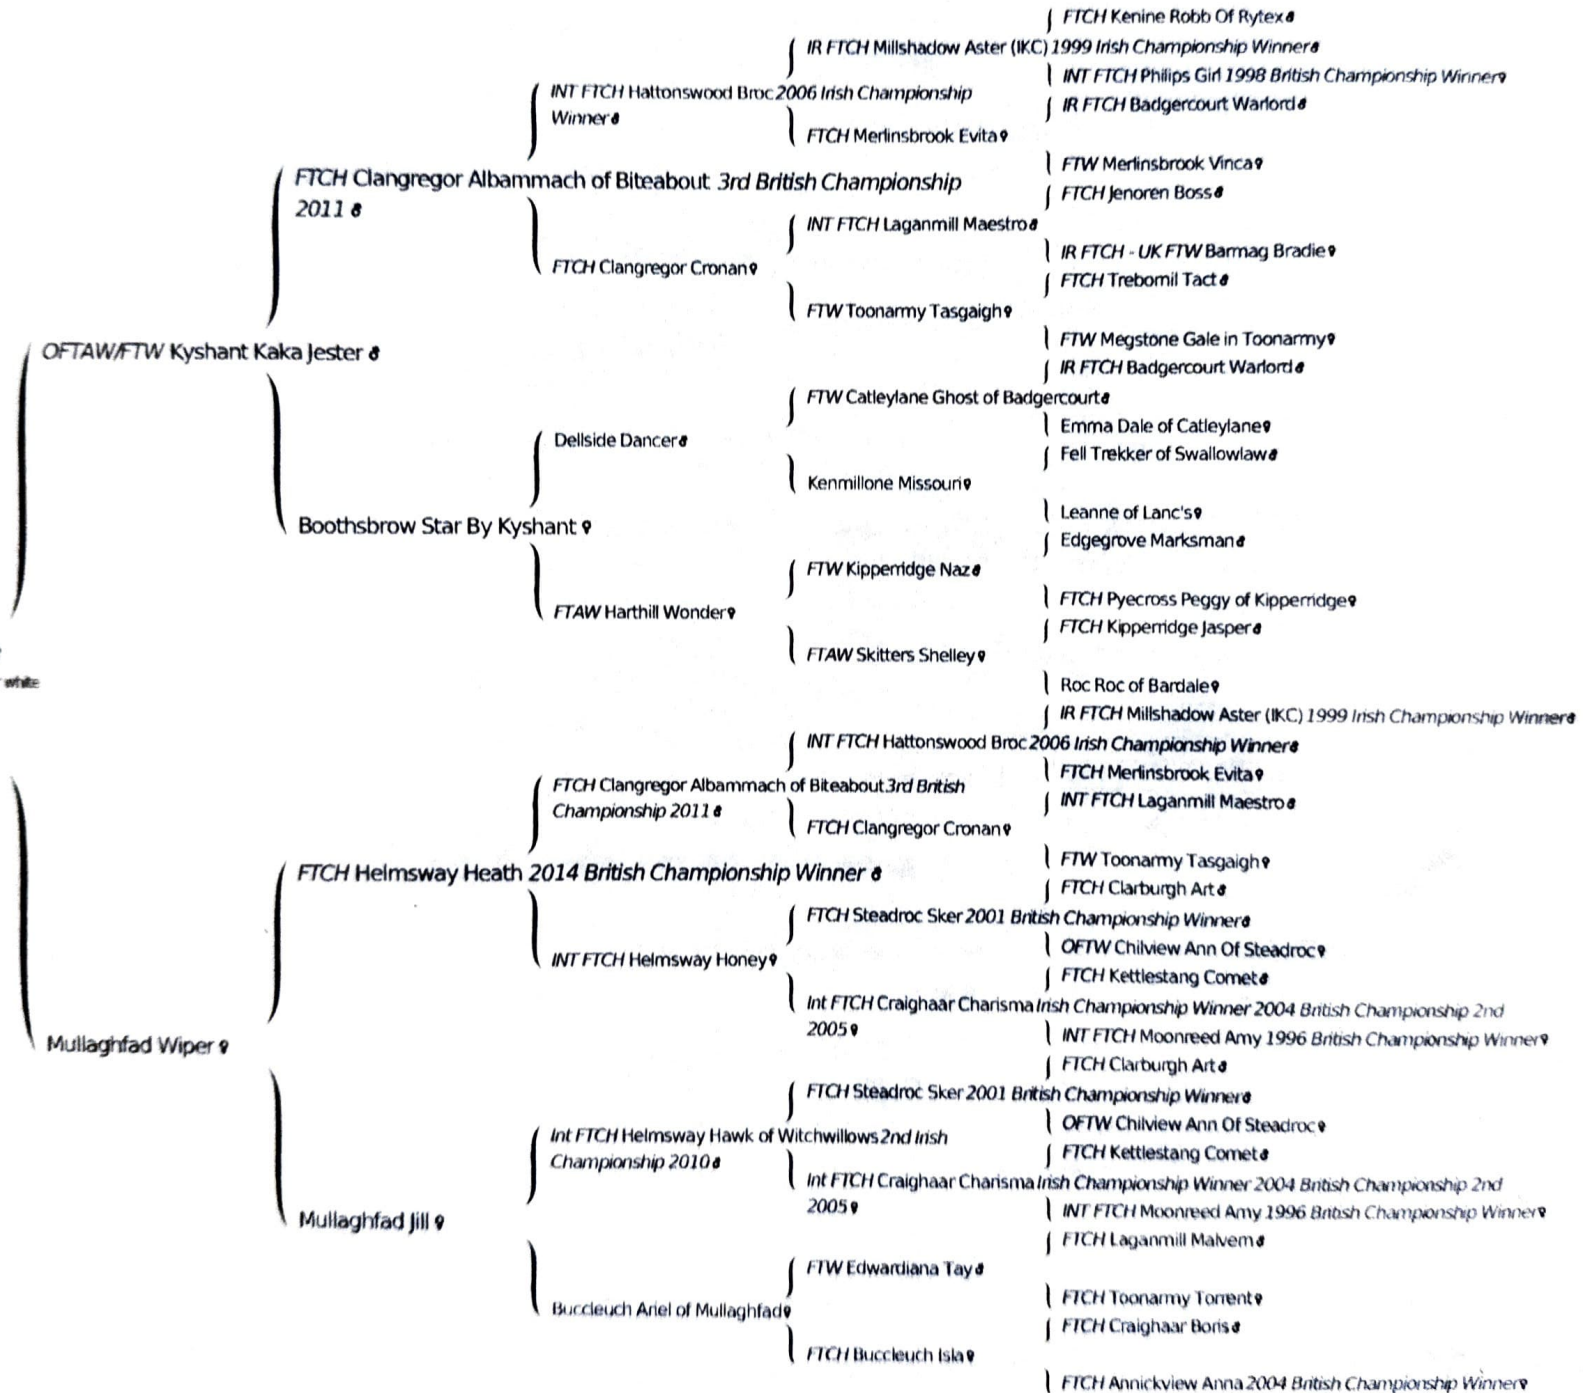 FTCH Kenine Robb Of Rytex
IR FTCH Millshadow Aster (IKC) 1999 Irish Championship Winner
INT FTCH Philips Girl 1998 British Championship Winner
INT FTCH Hattonswood Broc 2006 Irish Championship
Winner
IR FTCH Badgercourt Warlord
FTCH Merlinsbrook Evita
FTW Merlinsbrook Vinca
FTCH Clangregor Albammach of Biteabout 3rd British Championship
2011
FTCH Jenoren Boss
INT FTCH Laganmill Maestro
IR FTCH - UK FTW Barmag Bradie
FTCH Clangregor Cronan
FTCH Trebomil Tact
FTW Toonarmy Tasgaigh
FTW Megstone Gale in Toonarmy
OFTAW/FTW Kyshant Kaka Jester
IR FTCH Badgercourt Warlord
FTW Catleylane Ghost of Badgercourt
Emma Dale of Catleylane
Dellside Dancer
Fell Trekker of Swallowlaw
Kenmillone Missouri
Leanne of Lanc's
Boothsbrow Star By Kyshant
Edgegrove Marksman
FTW Kipperridge Naz
FTCH Pyecross Peggy of Kipperridge
FTAW Harthill Wonder
FTCH Kipperridge Jasper
FTAW Skitters Shelley
white
Roc Roc of Bardale
IR FTCH Millshadow Aster (IKC) 1999 Irish Championship Winner
INT FTCH Hattonswood Broc 2006 Irish Championship Winner
FTCH Merlinsbrook Evita
FTCH Clangregor Albammach of Biteabout 3rd British
Championship 2011
INT FTCH Laganmill Maestro
FTCH Clangregor Cronan
FTW Toonarmy Tasgaigh
FTCH Helmsway Heath 2014 British Championship Winner
FTCH Clarburgh Art
FTCH Steadroc Sker 2001 British Championship Winner
OFTW Chilview Ann Of Steadroc
INT FTCH Helmsway Honey
FTCH Kettlestang Comet
Int FTCH Craighaar Charisma Irish Championship Winner 2004 British Championship 2nd
2005
INT FTCH Moonreed Amy 1996 British Championship Winner
Mullaghfad Wiper
FTCH Clarburgh Art
FTCH Steadroc Sker 2001 British Championship Winner
OFTW Chilview Ann Of Steadroc
Int FTCH Helmsway Hawk of Witchwillows 2nd Irish
Championship 2010
FTCH Kettlestang Comet
Int FTCH Craighaar Charisma Irish Championship Winner 2004 British Championship 2nd
2005
INT FTCH Moonreed Amy 1996 British Championship Winner
Mullaghfad Jill
FTCH Laganmill Malvern
FTW Edwardiana Tay
FTCH Toonarmy Torrent
Buccleuch Ariel of Mullaghfad
FTCH Craighaar Boris
FTCH Buccleuch Isla
FTCH Annickview Anna 2004 British Championship Winner